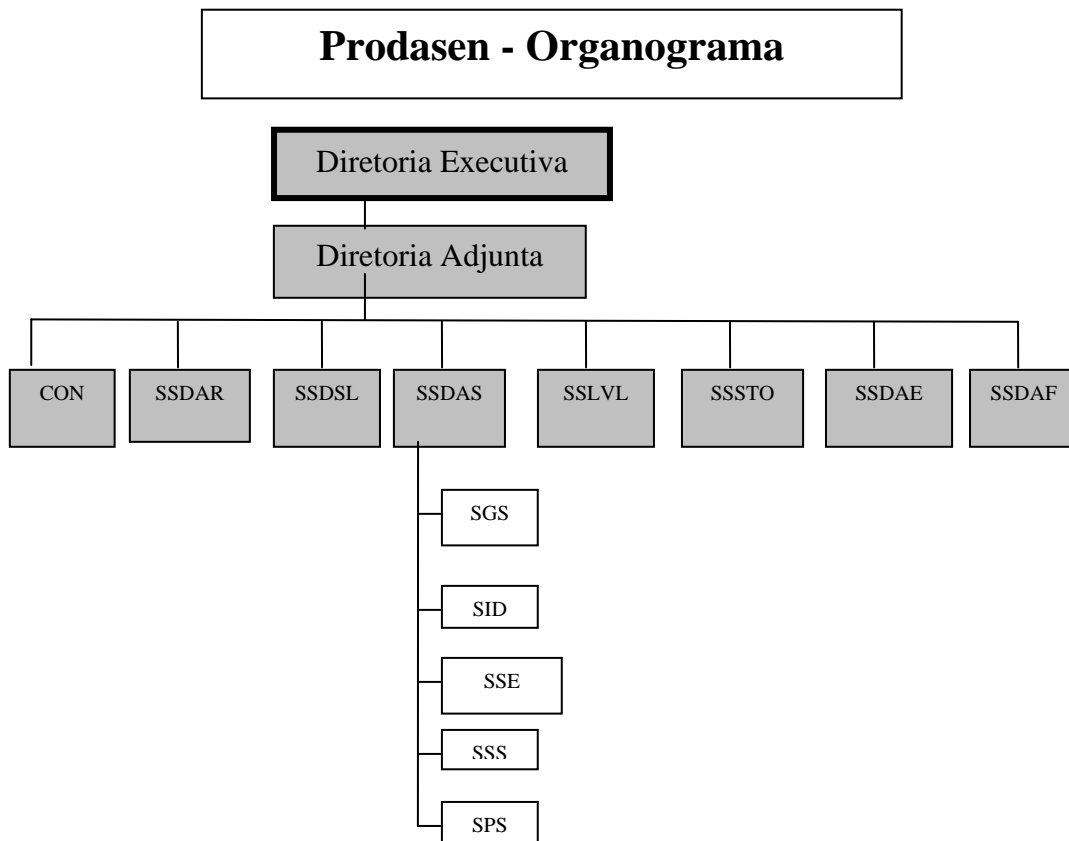 Prodasen - Organograma
Diretoria Executiva
Diretoria Adjunta
CON SSDAR SSDSL SSDAS SSLVL SSSTO SSDAE SSDAF
SGS
SID
SSE
SSS
SPS